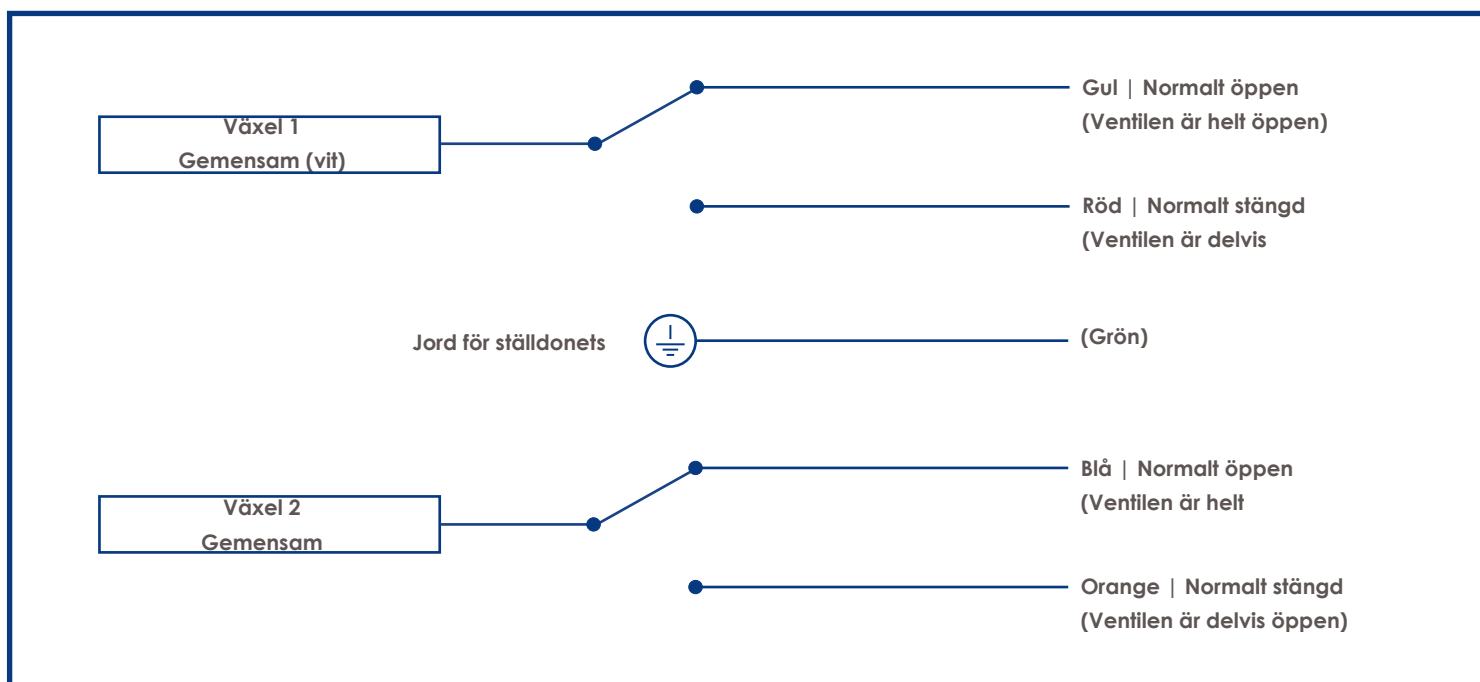 Växel 1
Gemensam (vit)
Gul | Normalt öppen
(Ventilen är helt öppen)
Röd | Normalt stängd
(Ventilen är delvis
Jord för ställdonets
(Grön)
Växel 2
Gemensam
Blå | Normalt öppen
(Ventilen är helt
Orange | Normalt stängd
(Ventilen är delvis öppen)